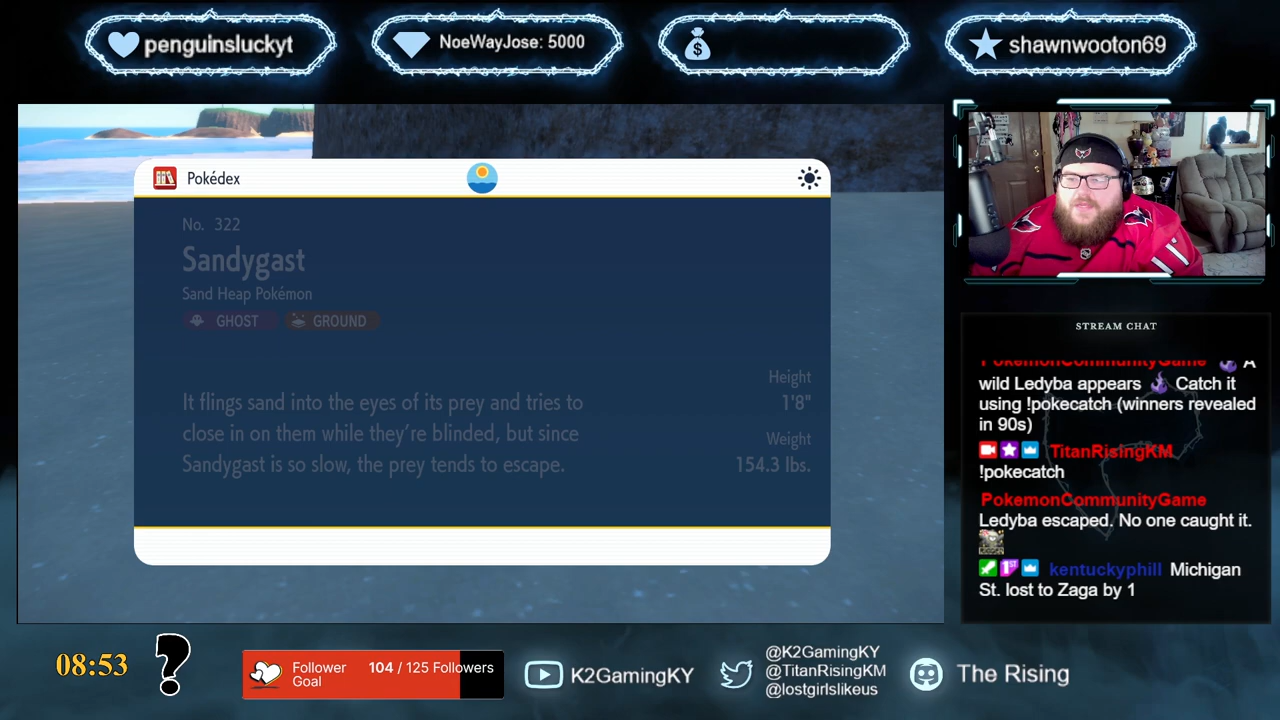 penguinsluckyt
NoeWayJose: 5000
$
shawnwooton69
Pokédex
No. 322
Sandygast
Sand Heap Pokémon
GHOST GROUND
It flings sand into the eyes of its prey and tries to
close in on them while they're blinded, but since
Sandygast is so slow, the prey tends to escape.
Height
1'8"
Weight
154.3 lbs.
STREAM CHAT
PokemonCommunityGame A
wild Ledyba appears Catch it
using !pokecatch (winners revealed
in 90s)
TitanRisingKM
!pokecatch
PokemonCommunityGame
Ledyba escaped. No one caught it.
1ST kentuckyphill Michigan
St. lost to Zaga by 1
08:53 ?
Follower
Goal
104 / 125 Followers
K2GamingKY
@K2GamingKY
@TitanRisingKM
@lostgirlslikeus
The Rising